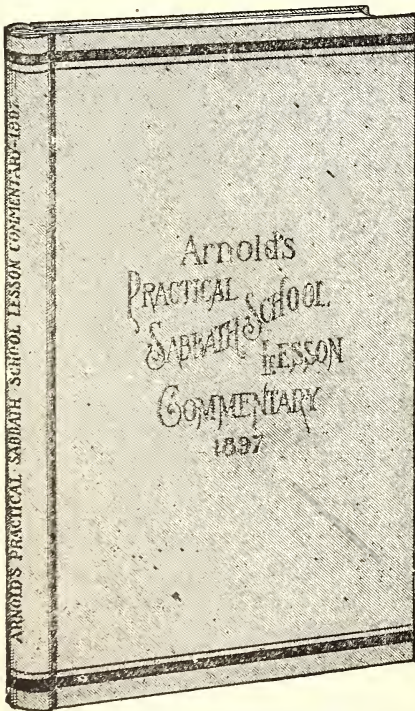 ARNOLD'S PRACTICAL SABBATH SCHOOL LESSON COMMENTARY-1897
Arnold's
PRACTICAL
SABBATH SCHOOL
LESSON
COMMENTARY
1897